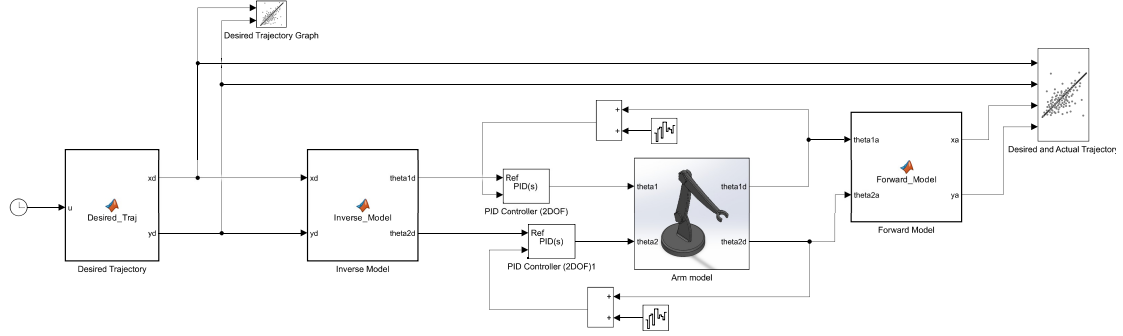 Desired Trajectory Graph
u
Desired_Traj
xd
yd
Desired Trajectory
xd
yd
Inverse_Model
theta1d
theta2d
Inverse Model
+
+
Ref
PID(s)
PID Controller (2DOF)
Ref
PID(s)
PID Controller (2DOF)1
+
+
theta1
theta2
theta1d
theta2d
Arm model
theta1a
theta2a
Forward_Model
xa
ya
Forward Model
Desired and Actual Trajectory